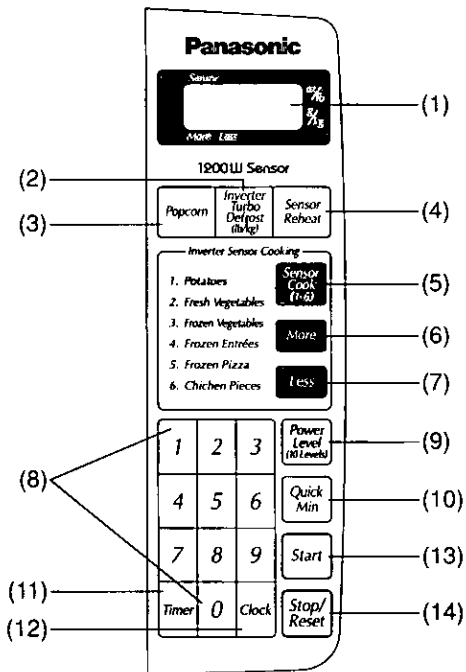 Panasonic
Sensor
oz/lb
g/kg
More Less
(1)
1200W Sensor
(2)
(3)
Popcorn
Inverter
Turbo
Defrost
(lb/kg)
Sensor
Reheat
(4)
Inverter Sensor Cooking
1. Potatoes
2. Fresh Vegetables
3. Frozen Vegetables
4. Frozen Entrées
5. Frozen Pizza
6. Chicken Pieces
Sensor
Cook
(1-6)
(5)
More
(6)
Less
(7)
(8)
1 2 3
4 5 6
7 8 9
Timer 0 Clock
Power
Level
(10 Levels)
(9)
Quick
Min
(10)
(11)
(12)
Start
(13)
Stop/
Reset
(14)